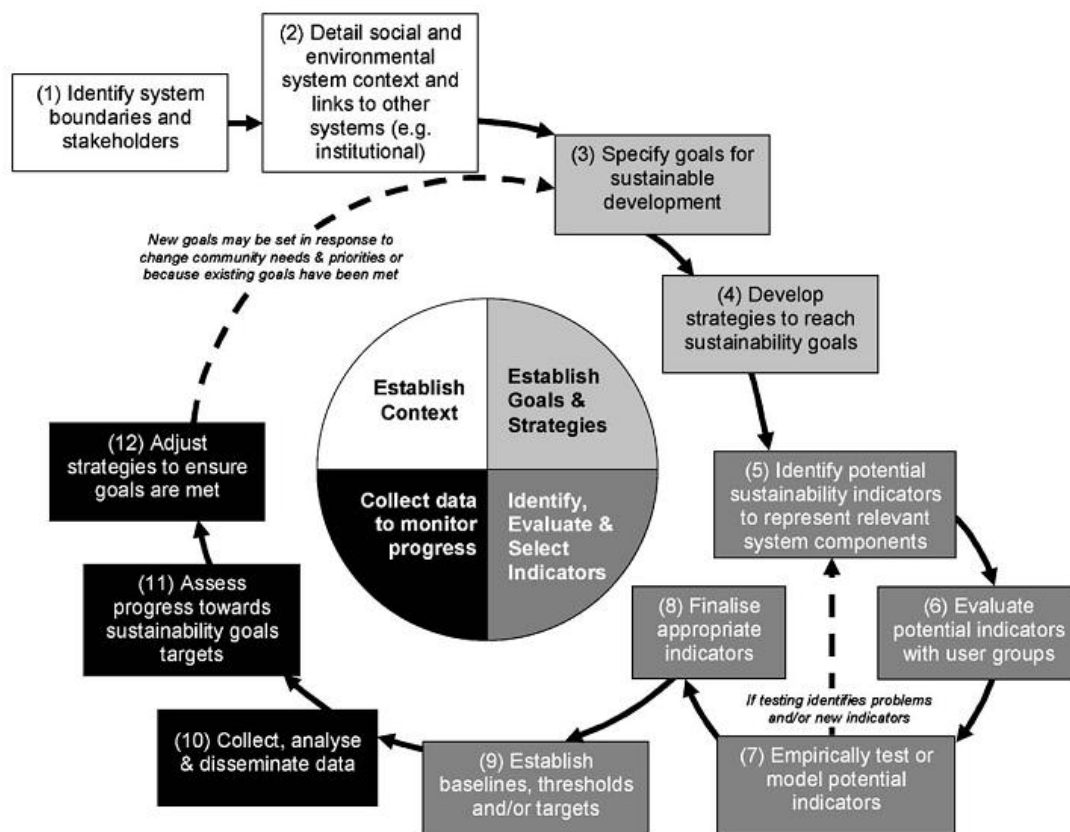 (1) Identify system
boundaries and
stakeholders
(2) Detail social and
environmental
system context and
links to other
systems (e.g.
institutional)
(3) Specify goals for
sustainable
development
New goals may be set in response to
change community needs & priorities or
because existing goals have been met
(4) Develop
strategies to reach
sustainability goals
Establish
Context
Establish
Goals &
Strategies
Collect data
to monitor
progress
Identify,
Evaluate &
Select
Indicators
(5) Identify potential
sustainability indicators
to represent relevant
system components
(6) Evaluate
potential indicators
with user groups
If testing identifies problems
and/or new indicators
(7) Empirically test or
model potential
indicators
(8) Finalise
appropriate
indicators
(9) Establish
baselines, thresholds
and/or targets
(10) Collect, analyse
& disseminate data
(11) Assess
progress towards
sustainability goals
targets
(12) Adjust
strategies to ensure
goals are met